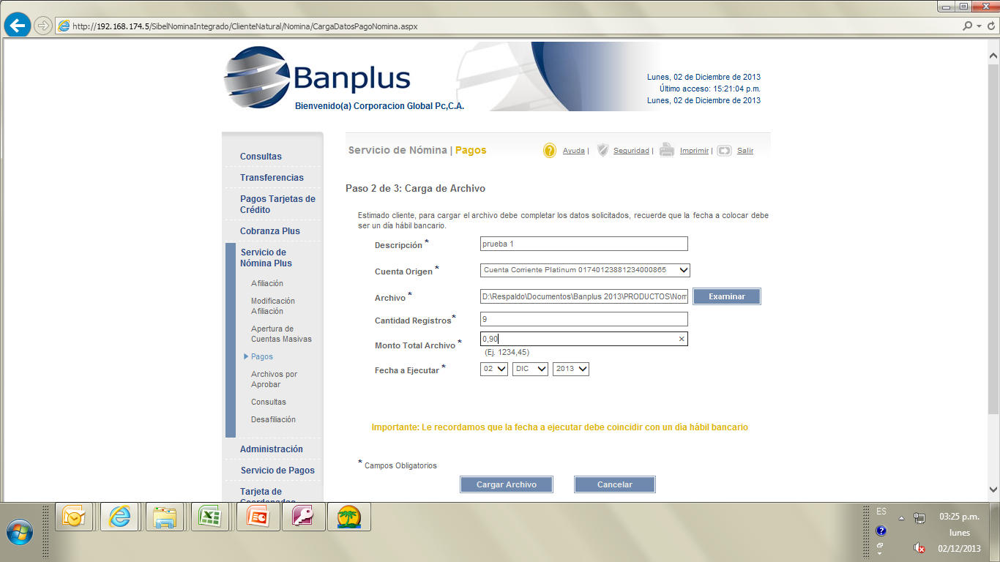 http://192.168.174.5/SibelNominaIntegrado/ClienteNatural/Nomina/CargaDatosPagoNomina.aspx
Banplus
Bienvenido(a) Corporacion Global Pc,C.A.
Lunes, 02 de Diciembre de 2013
Último acceso: 15:21:04 p.m.
Lunes, 02 de Diciembre de 2013
Consultas
Transferencias
Pagos Tarjetas de
Crédito
Cobranza Plus
Servicio de
Nómina Plus
Afiliación
Modificación
Afiliación
Apertura de
Cuentas Masivas
Pagos
Archivos por
Aprobar
Consultas
Desafiliación
Administración
Servicio de Pagos
Tarjeta de
Coordenadas
Servicio de Nómina | Pagos
? Ayuda | Seguridad | Imprimir | Salir
Paso 2 de 3: Carga de Archivo
Estimado cliente, para cargar el archivo debe completar los datos solicitados, recuerde que la fecha a colocar debe
ser un día hábil bancario.
Descripción * prueba 1
Cuenta Origen * Cuenta Corriente Platinum 01740123881234000865
Archivo * D:\Respaldo\Documentos\Banplus 2013\PRODUCTOS\Nom Examinar
Cantidad Registros* 9
Monto Total Archivo * 0,90
(Ej. 1234,45)
Fecha a Ejecutar * 02 DIC 2013
Importante: Le recordamos que la fecha a ejecutar debe coincidir con un día hábil bancario
* Campos Obligatorios
Cargar Archivo Cancelar
ES
03:25 p.m.
lunes
02/12/2013